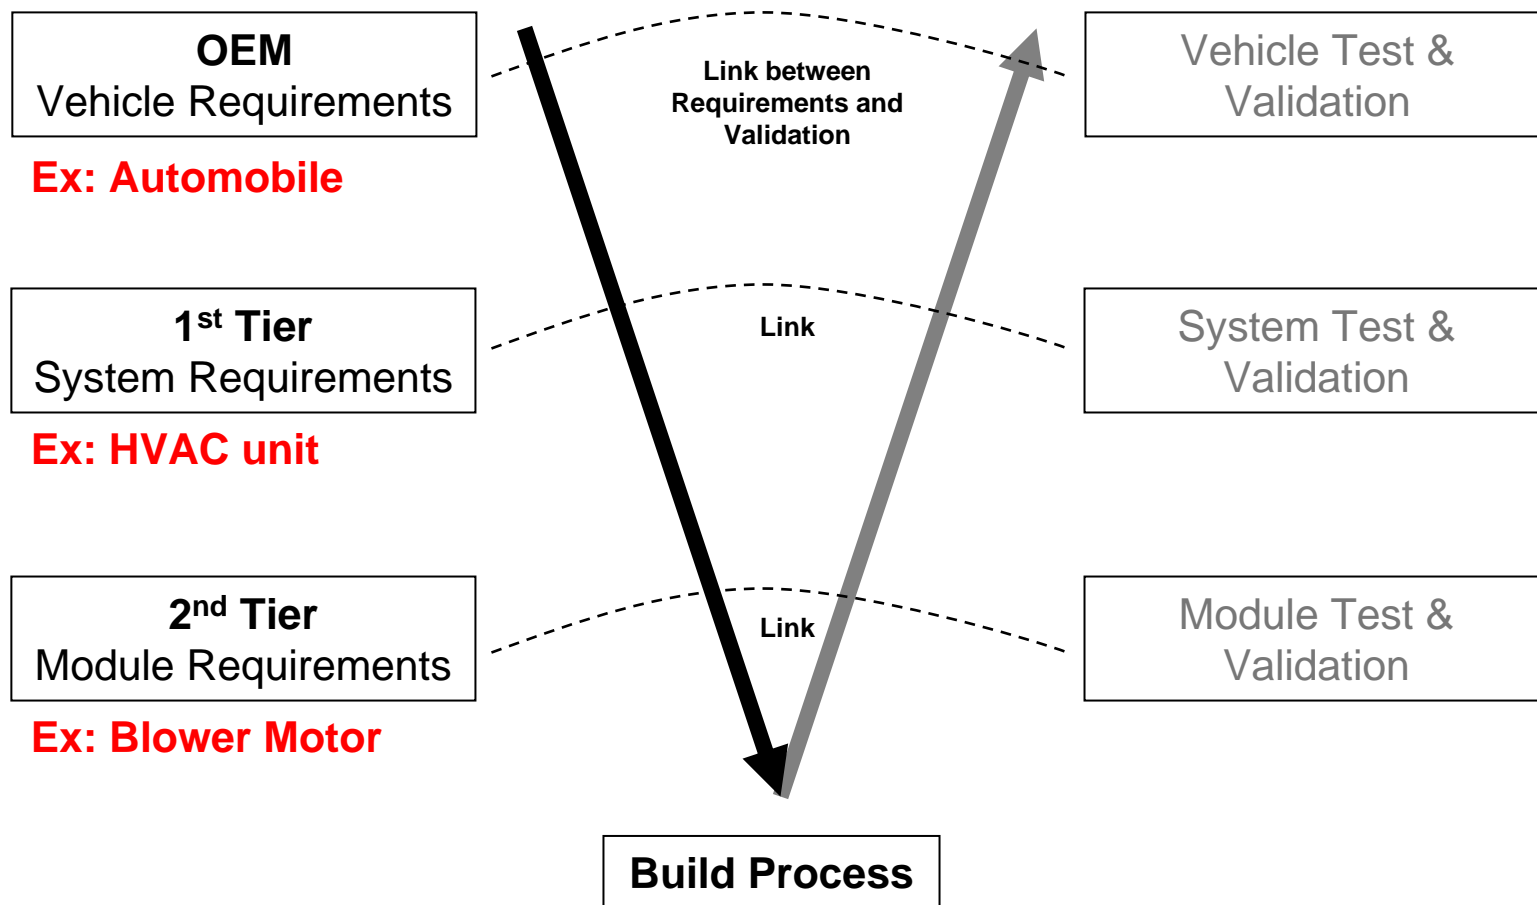 OEM
Vehicle Requirements
Ex: Automobile
Link between
Requirements and
Validation
Vehicle Test &
Validation
1st Tier
System Requirements
Ex: HVAC unit
Link
System Test &
Validation
2nd Tier
Module Requirements
Ex: Blower Motor
Link
Module Test &
Validation
Build Process